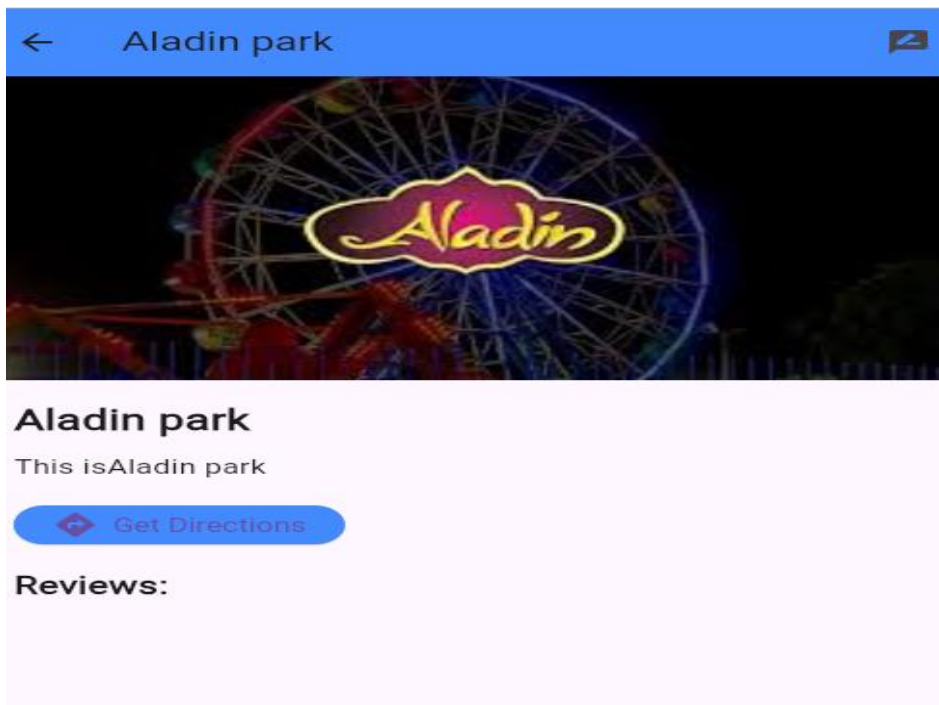 Aladin park
Aladin
Aladin park
This isAladin park
Get Directions
Reviews: